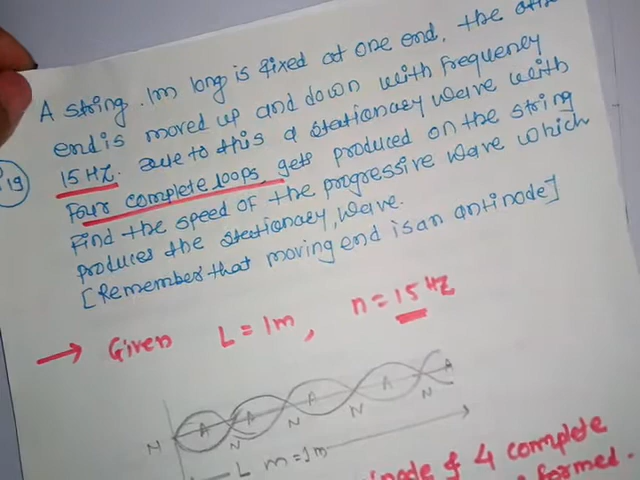 A string 1m long is fixed at one end. the
end is moved up and down with frequency
19
15 HZ. due to this a stationary wave with
four complete loops, gets produced on the string
Find the speed of the progressive wave which
produces the stationary, wave.
[Remember that moving end is an antinode]
→ Given L = 1m, n = 15 HZ
A A A A A
N N N N N
L m = 1m
node & 4 complete
formed.